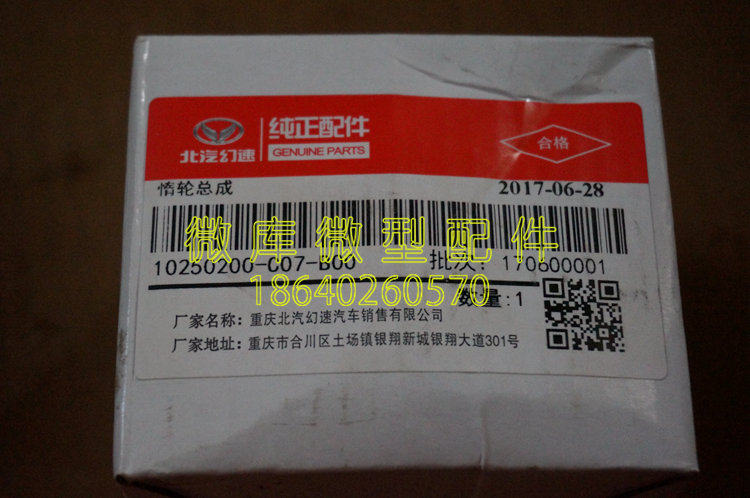 北汽幻速 纯正配件
GENUINE PARTS
合格
惰轮总成 2017-06-28
微库微型配件
10250200-C07-B00 批次: 170600001
18640260570
数量:1
厂家名称: 重庆北汽幻速汽车销售有限公司
厂家地址: 重庆市合川区土场镇银翔新城银翔大道301号